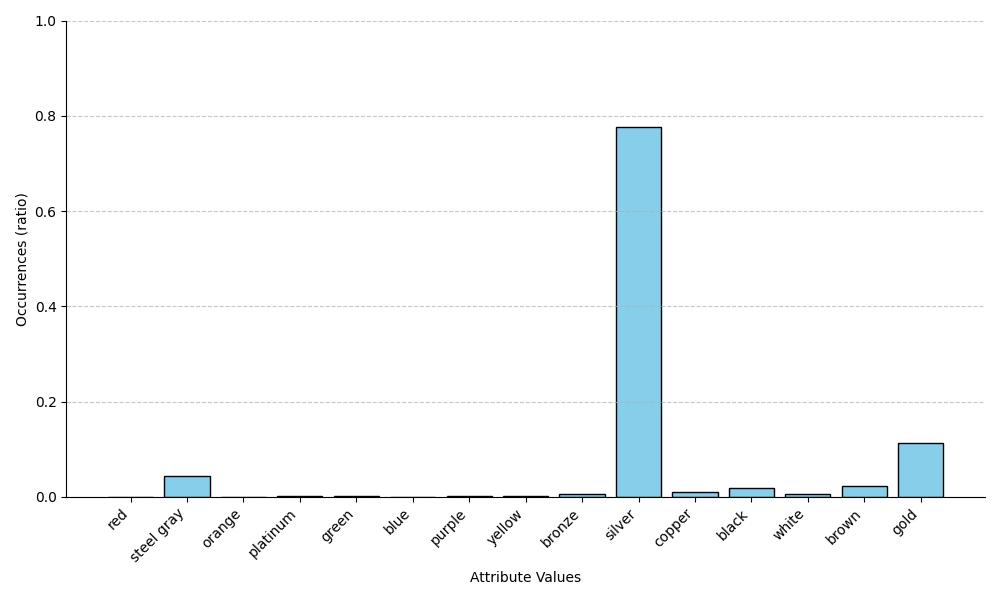 1.0
0.8
0.6
0.4
0.2
0.0
Occurrences (ratio)
red
steel gray
orange
platinum
green
blue
purple
yellow
bronze
silver
copper
black
white
brown
gold
Attribute Values